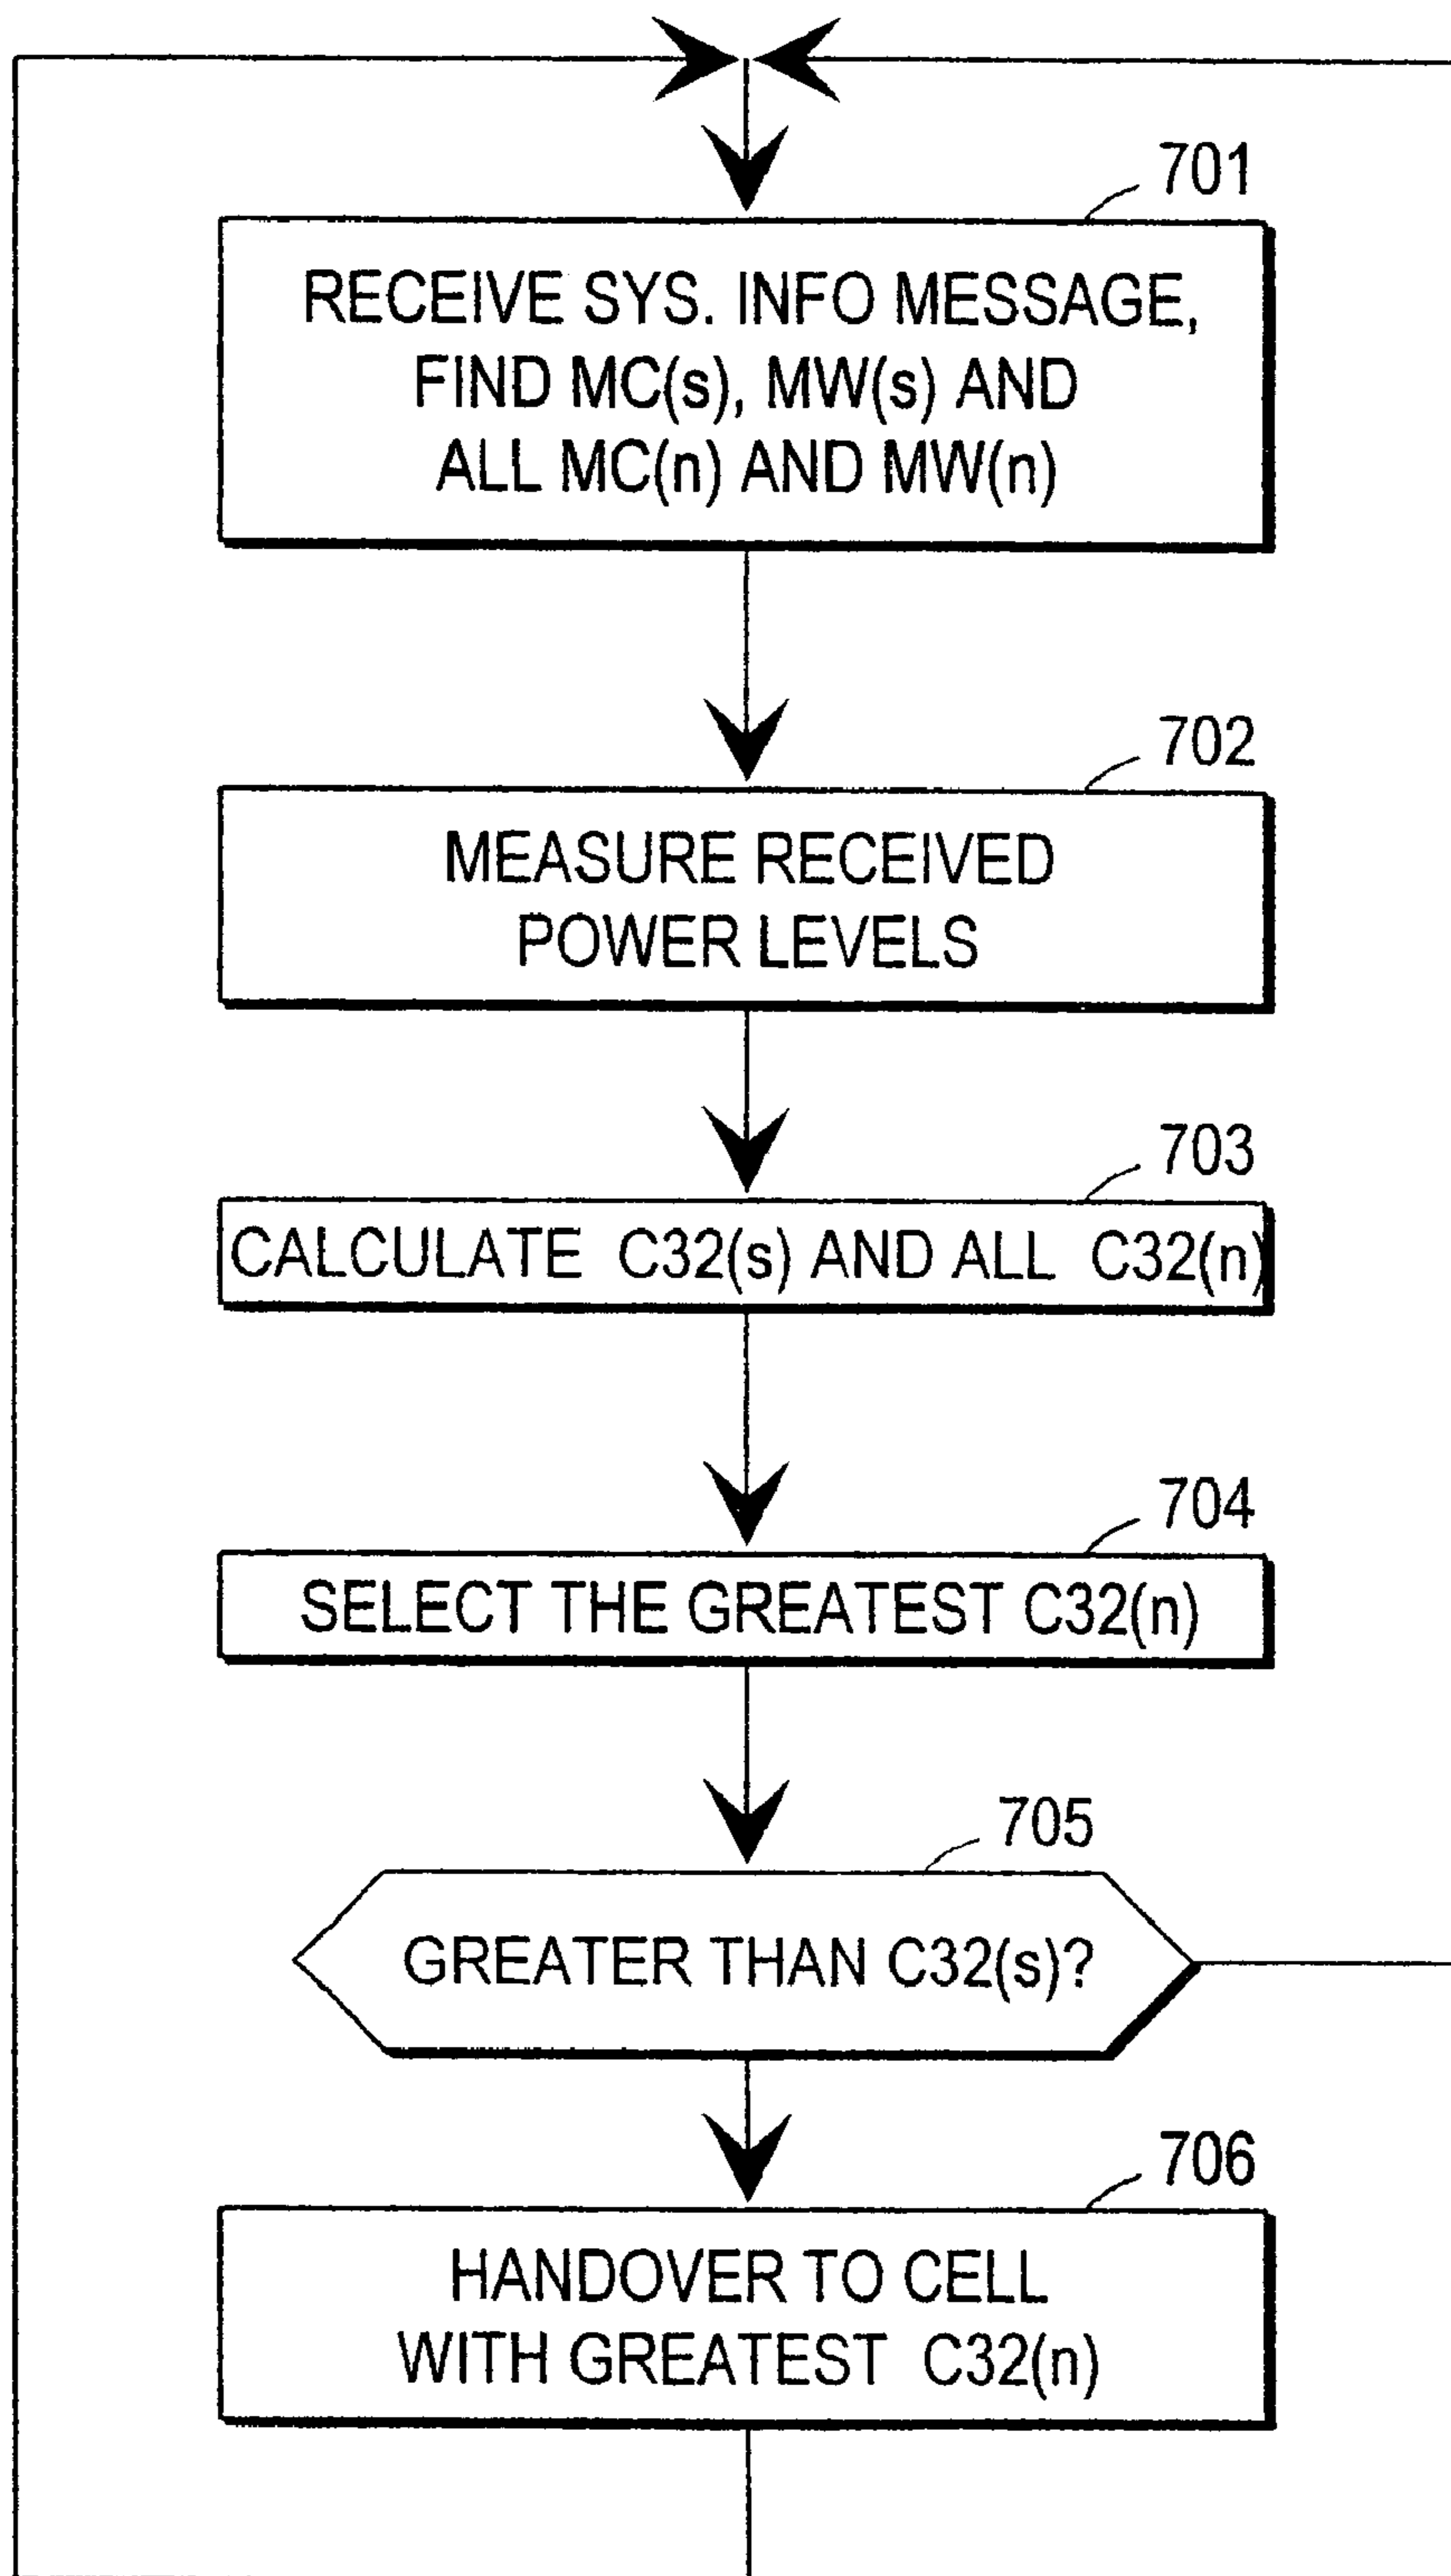 701
RECEIVE SYS. INFO MESSAGE,
FIND MC(s), MW(s) AND
ALL MC(n) AND MW(n)
702
MEASURE RECEIVED
POWER LEVELS
703
CALCULATE C32(s) AND ALL C32(n)
704
SELECT THE GREATEST C32(n)
705
GREATER THAN C32(s)?
706
HANDOVER TO CELL
WITH GREATEST C32(n)